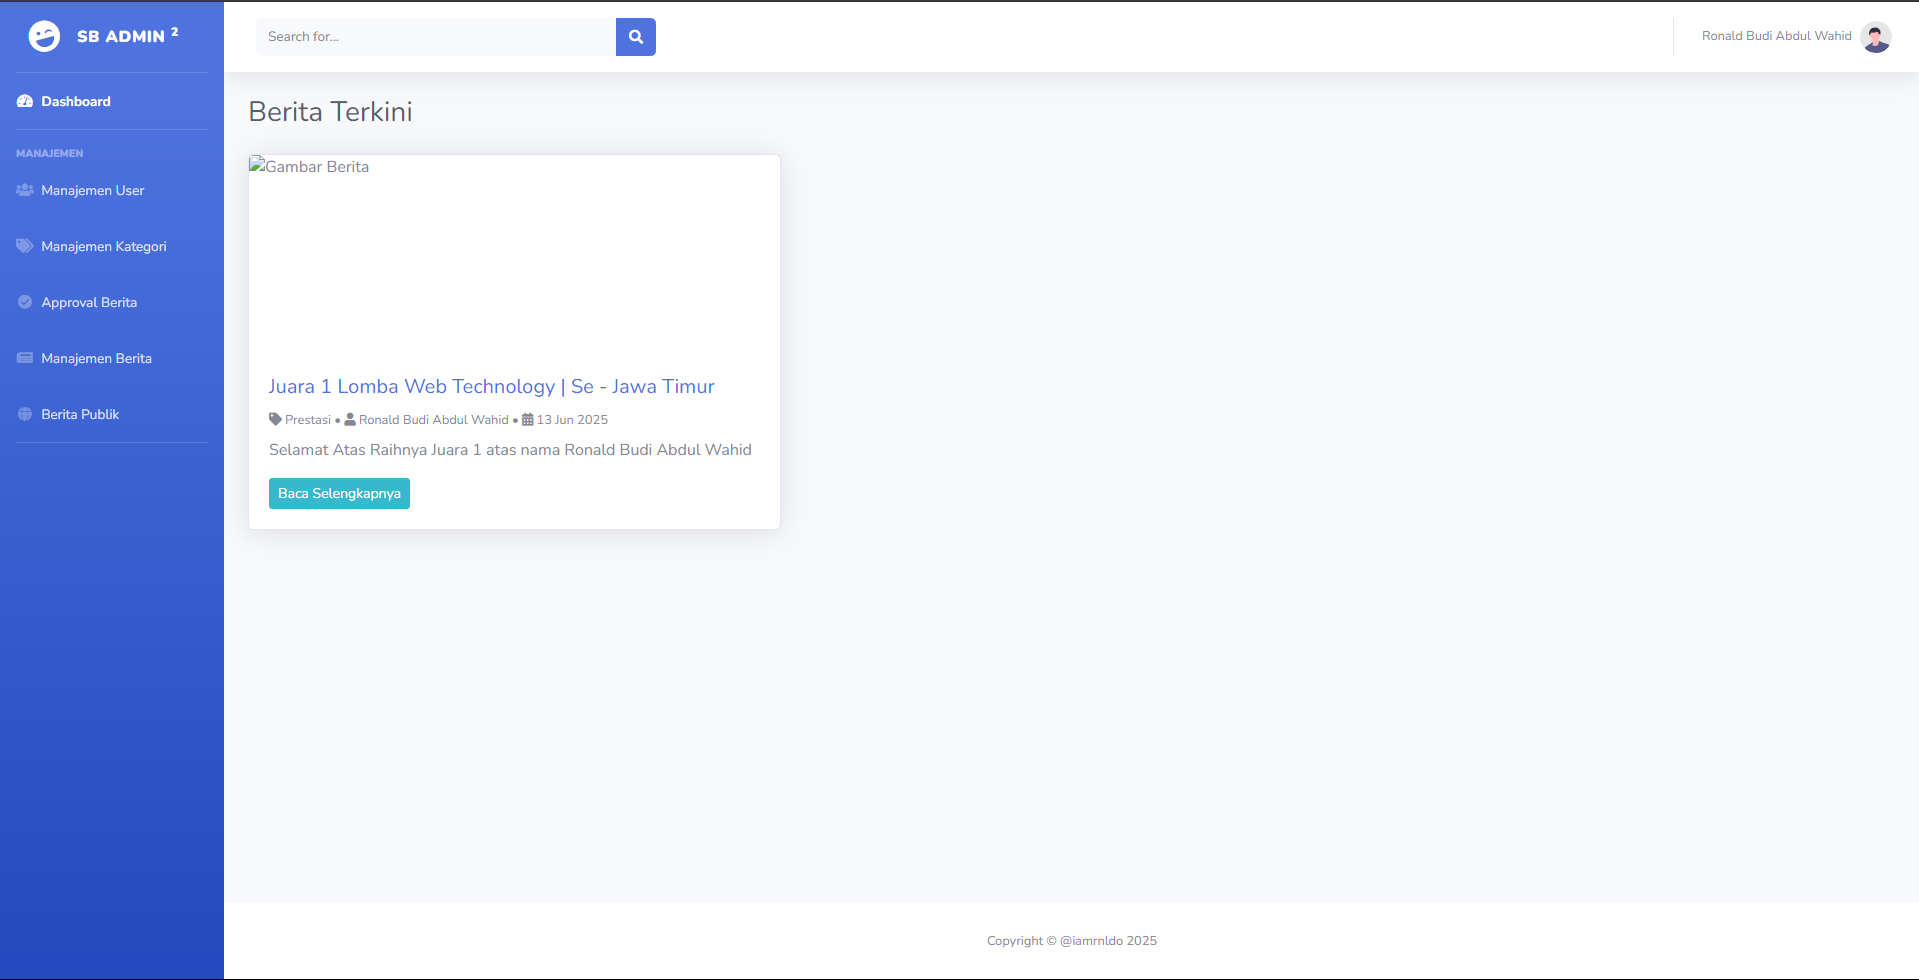 SB ADMIN 2
Dashboard
MANAJEMEN
Manajemen User
Manajemen Kategori
Approval Berita
Manajemen Berita
Berita Publik
Search for...
Ronald Budi Abdul Wahid
Berita Terkini
Gambar Berita
Juara 1 Lomba Web Technology | Se - Jawa Timur
Prestasi • Ronald Budi Abdul Wahid • 13 Jun 2025
Selamat Atas Raihnya Juara 1 atas nama Ronald Budi Abdul Wahid
Baca Selengkapnya
Copyright © @iamrnldo 2025